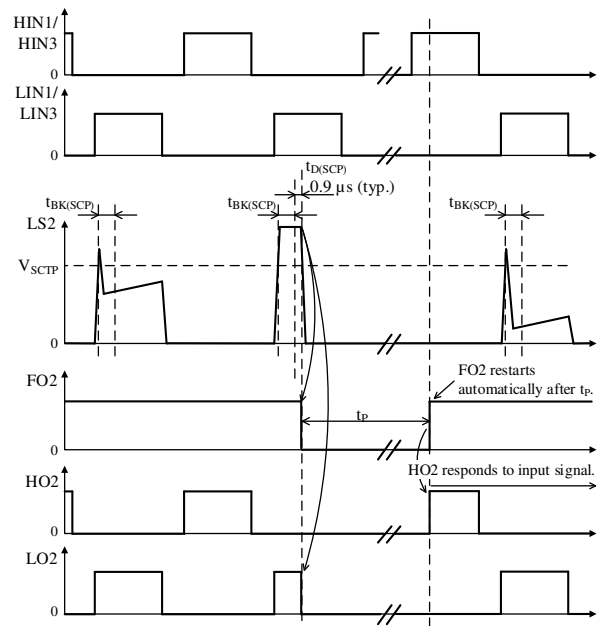 HIN1/
HIN3
0
LIN1/
LIN3
0
tD(SCP)
0.9 µs (typ.)
tBK(SCP)
tBK(SCP)
tBK(SCP)
LS2
VSCTP
0
FO2
FO2 restarts
automatically after tP.
tP
0
HO2 responds to input signal.
HO2
0
LO2
0